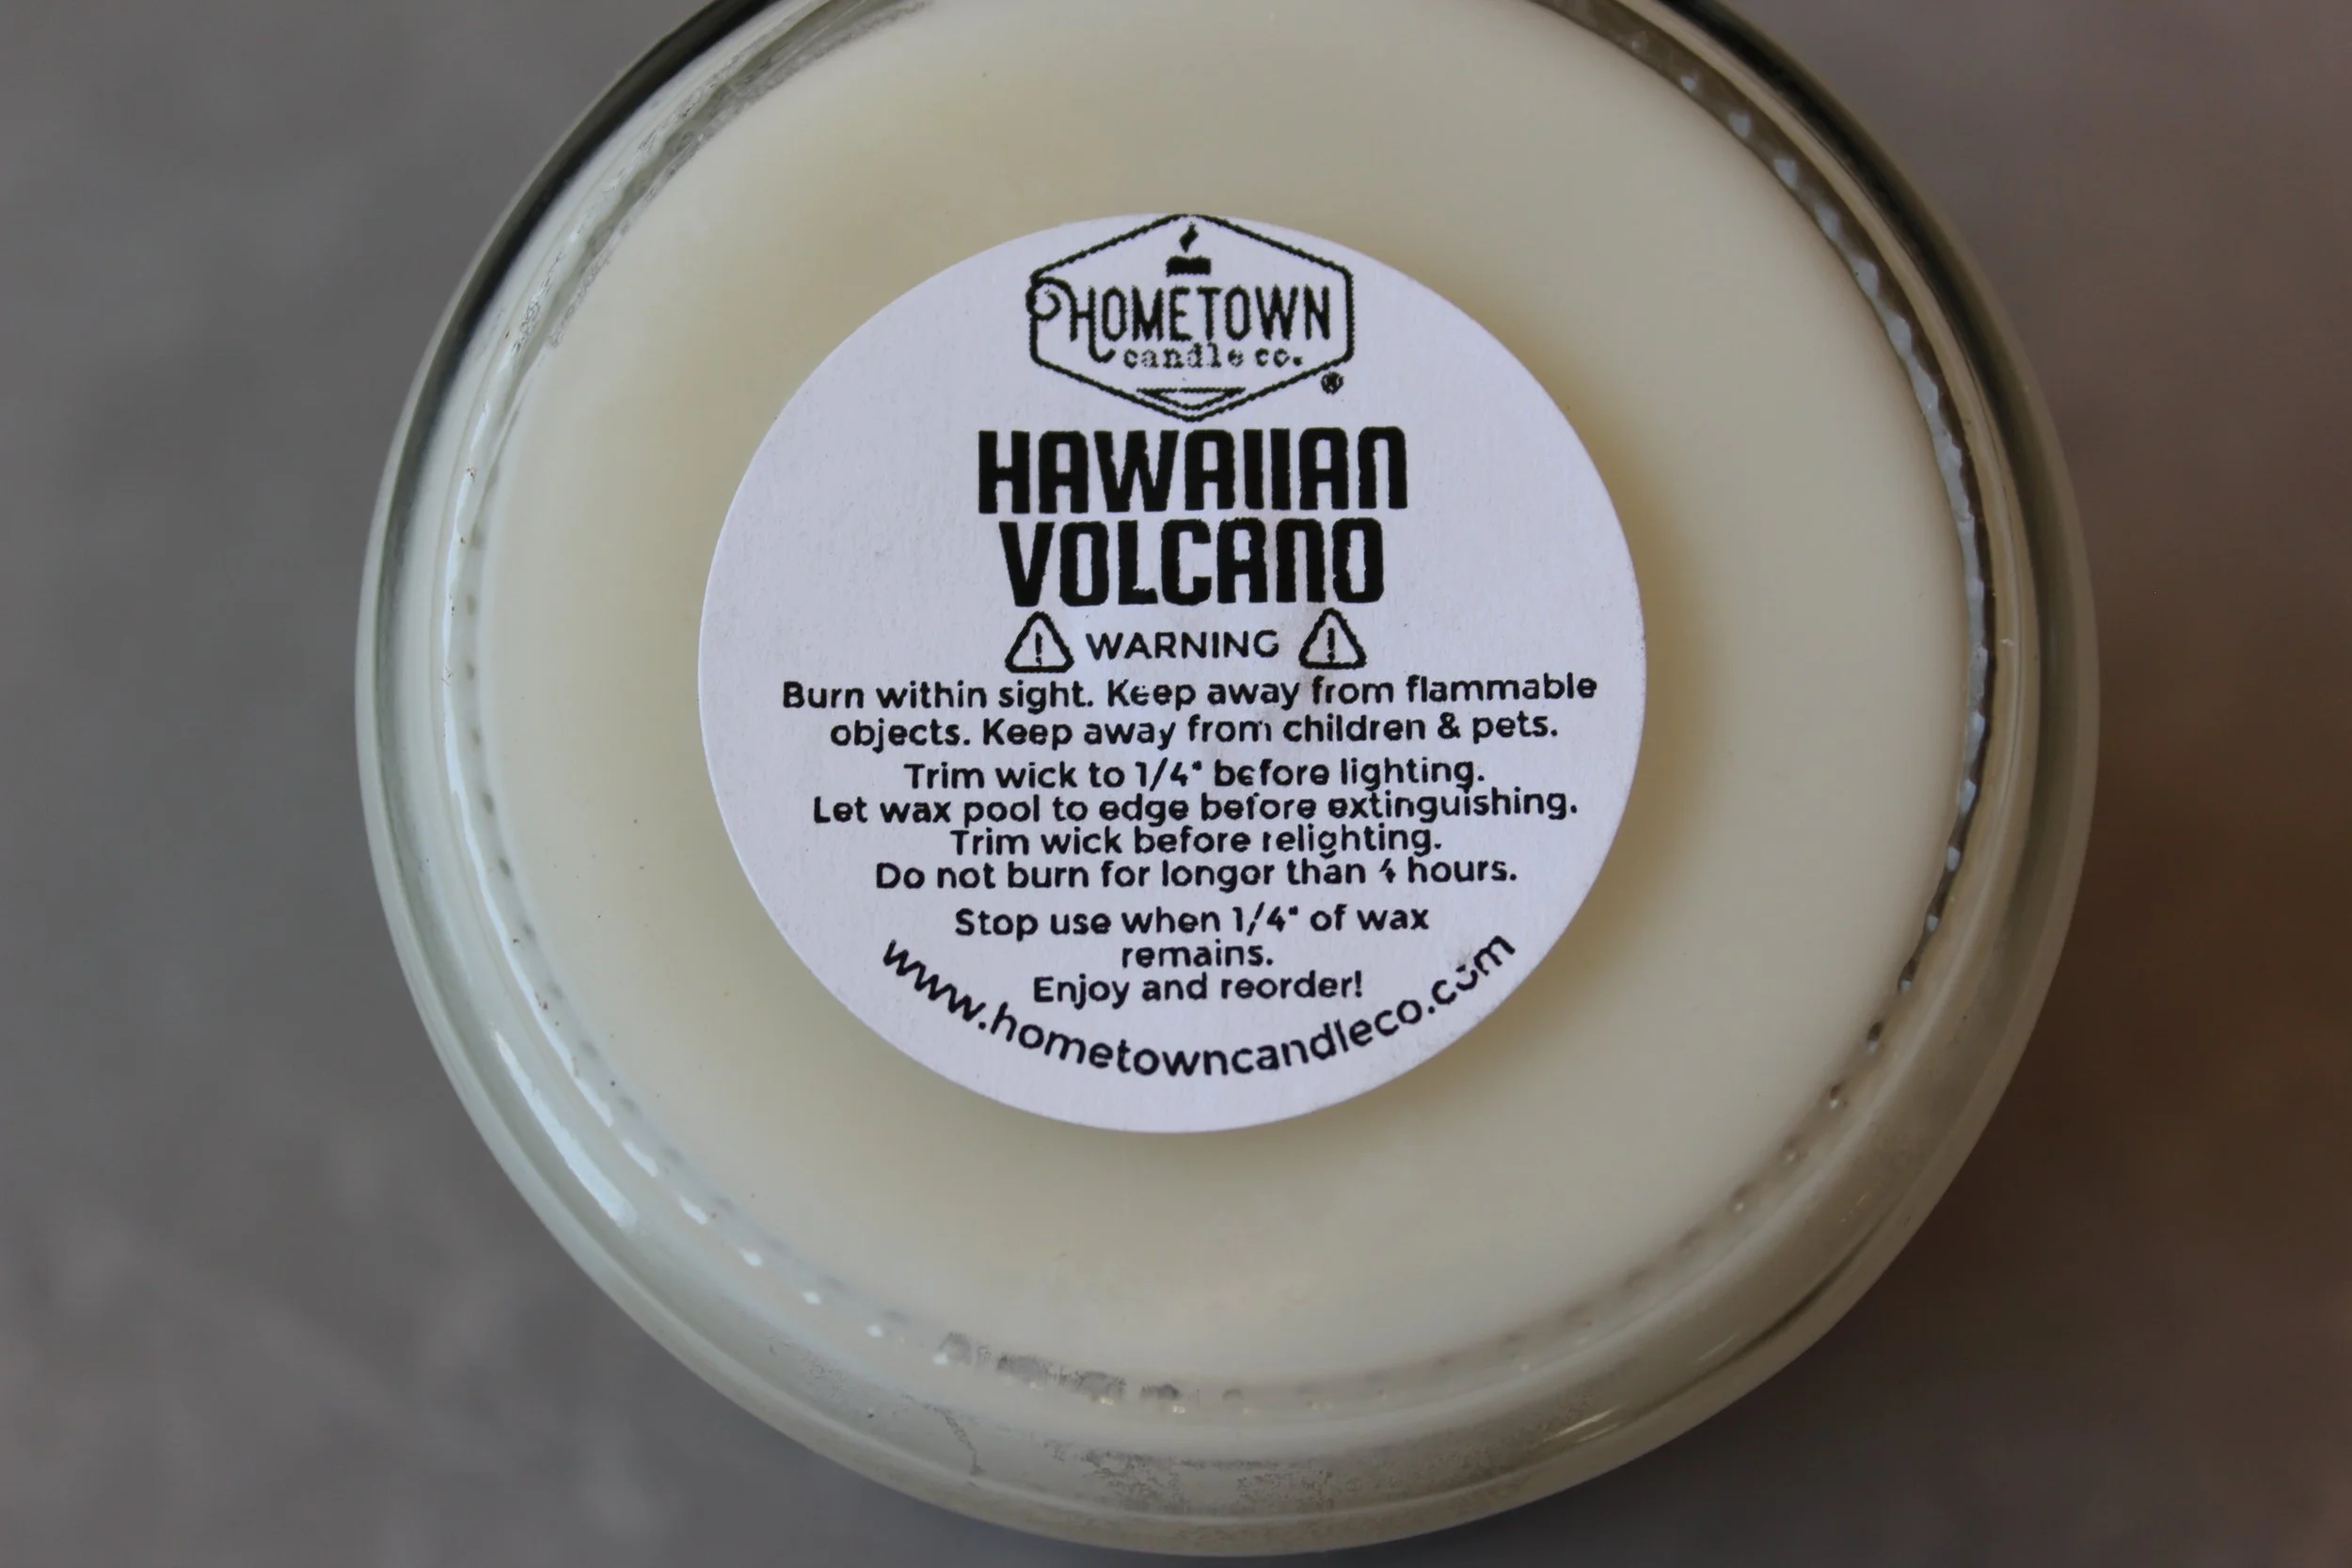 HOMETOWN
candle co.
®
HAWAIIAN
VOLCANO
WARNING
Burn within sight. Keep away from flammable
objects. Keep away from children & pets.
Trim wick to 1/4" before lighting.
Let wax pool to edge before extinguishing.
Trim wick before relighting.
Do not burn for longer than 4 hours.
Stop use when 1/4" of wax
remains.
Enjoy and reorder!
www.hometowncandleco.com